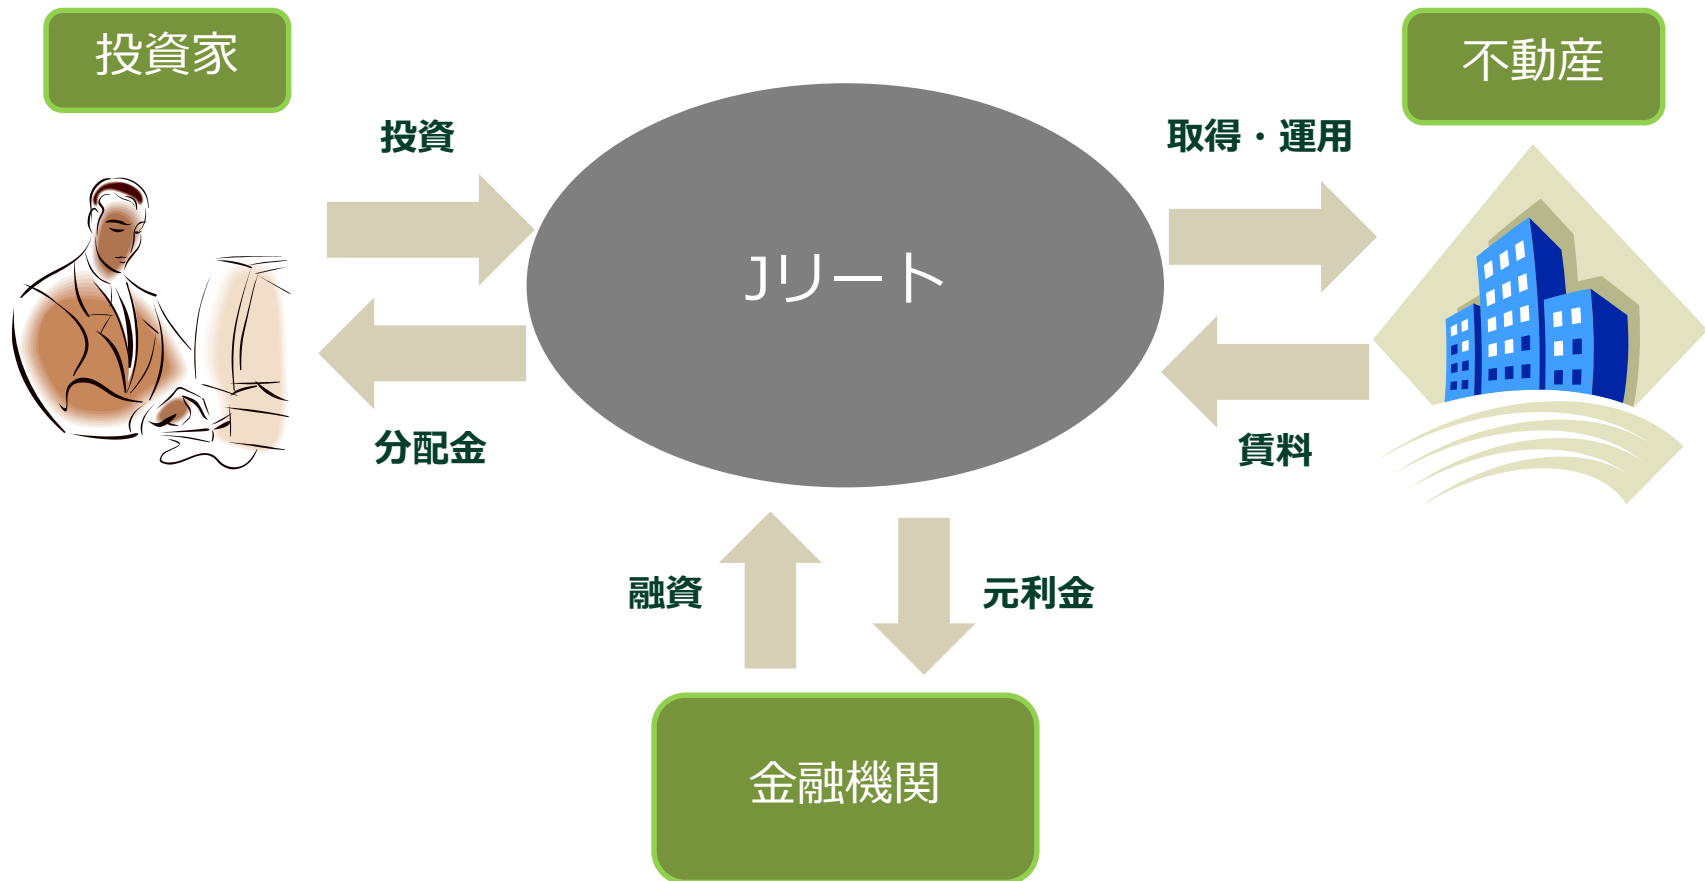 投資家
不動産
投資
取得・運用
Jリート
分配金
賃料
融資
元利金
金融機関